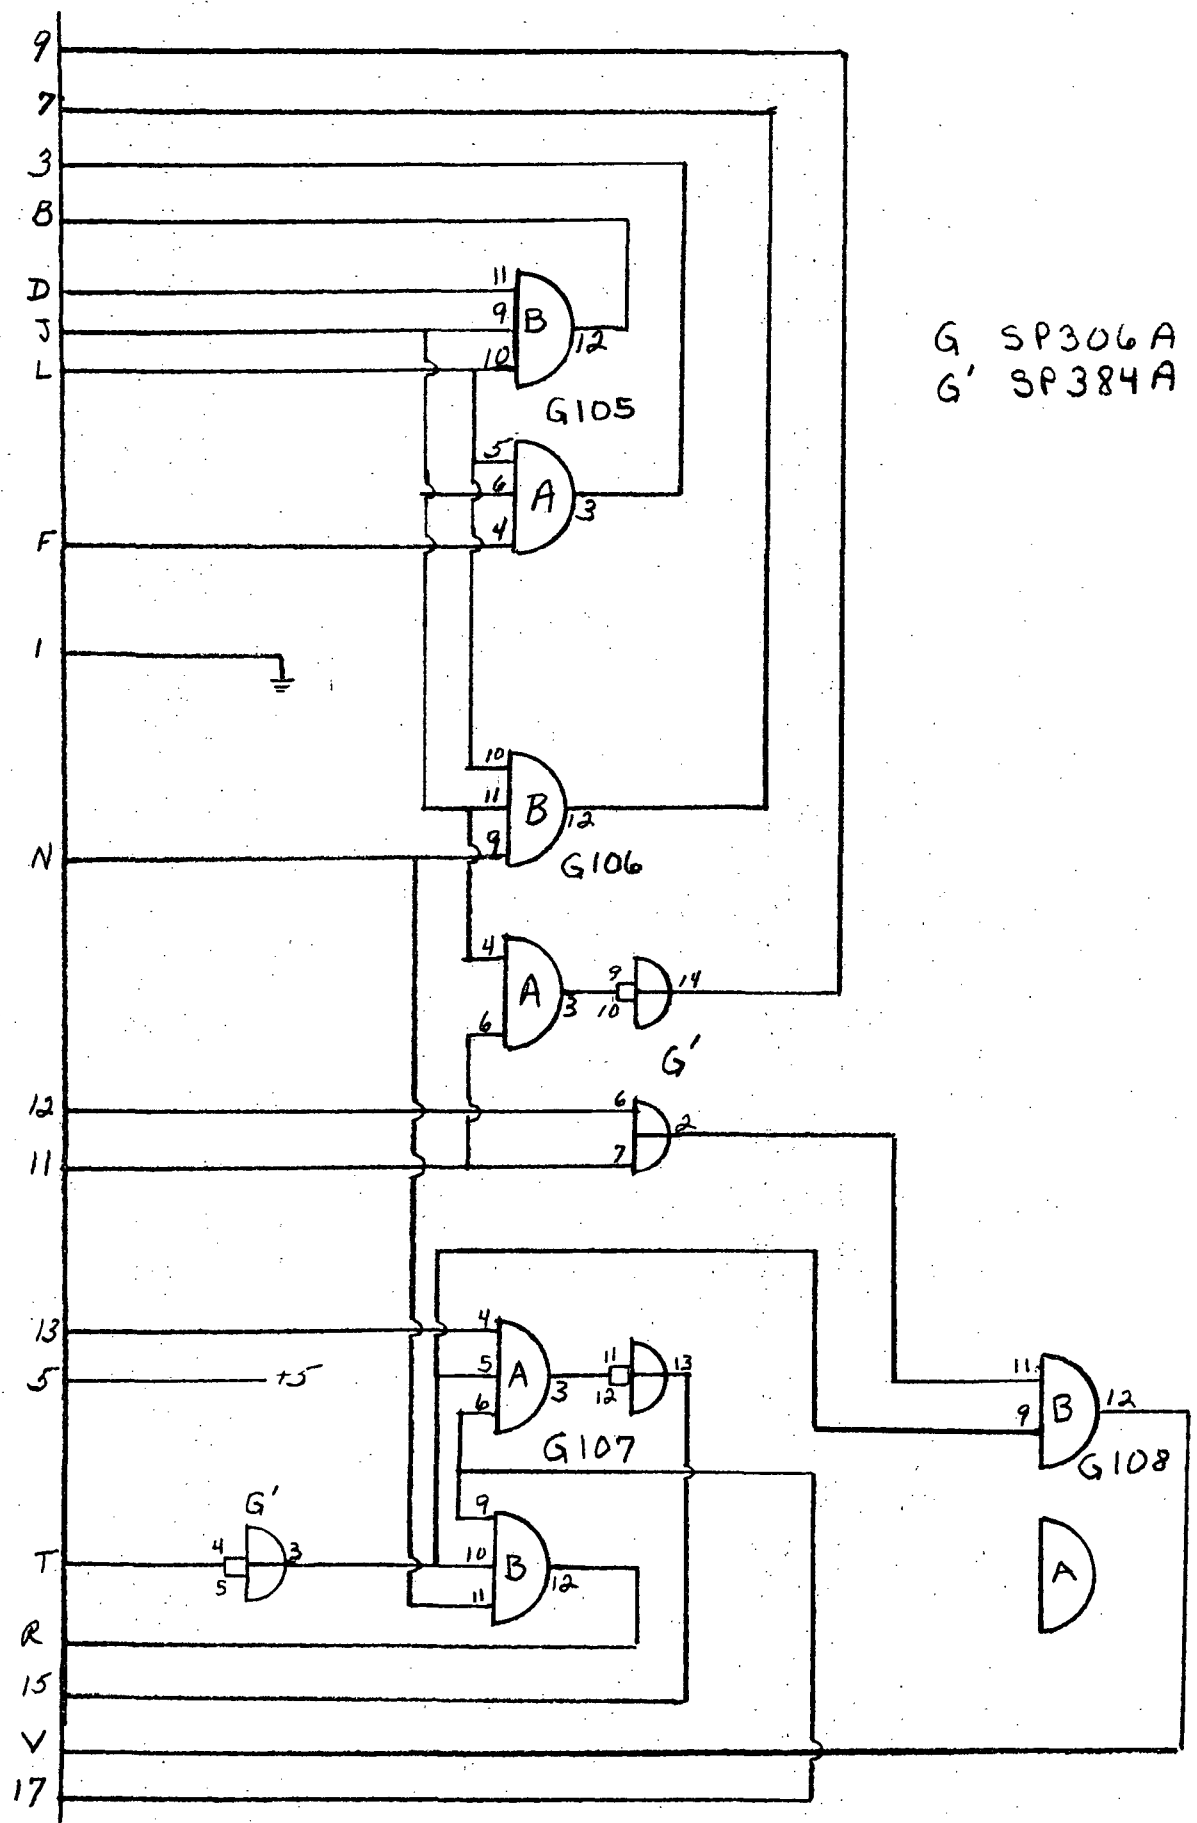 9
7
3
B
D 11
J 9 B 12
L 10
G105
G SP306A
G' SP384A
5
6 A 3
F 4
1
10
11 B 12
N 9
G106
4
A 3 9 14
10
6
G'
12 6 2
11 7
13 4
5 A 3 11 13
12
5 +5
6
G107
11
9 B 12
G108
G'
9
T 4 3 10 B 12
5 11
A
R
15
V
17